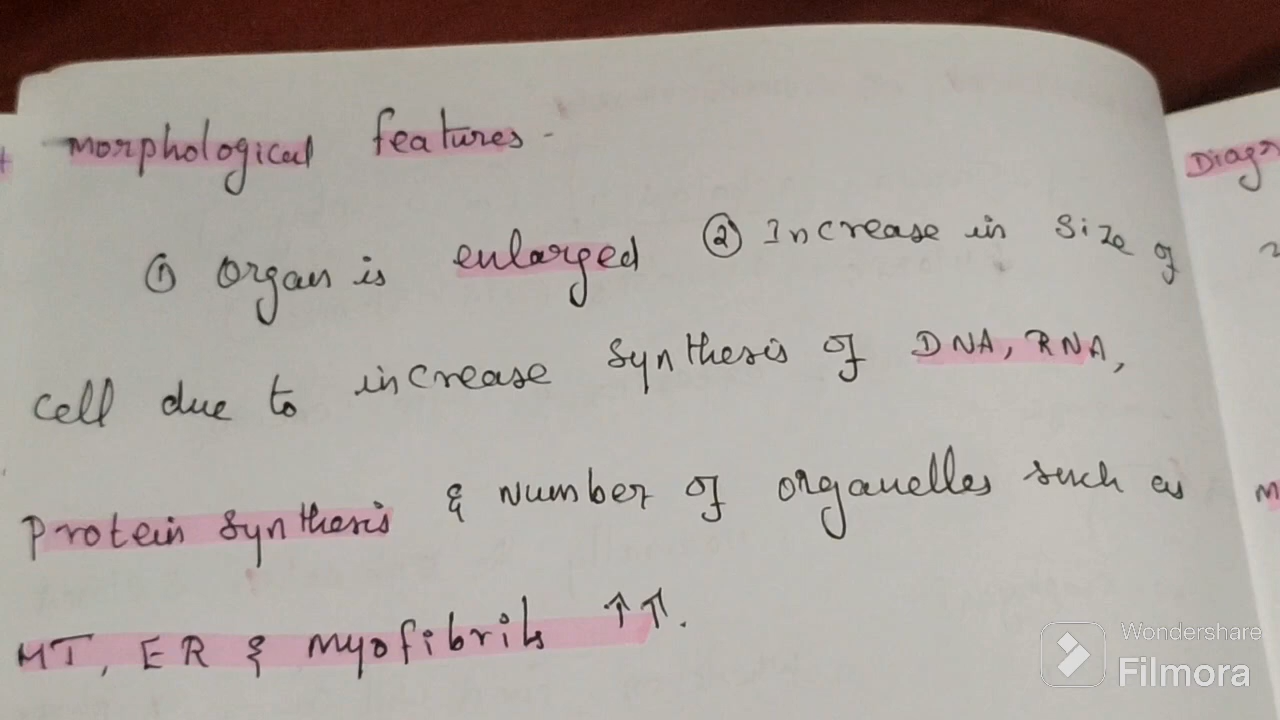 morphological features -
① Organ is enlarged ② Increase in size of
cell due to increase synthesis of DNA, RNA,
Protein synthesis & number of organelles such as
MT, ER & myofibrils ↑↑.
Diagn
Wondershare
Filmora